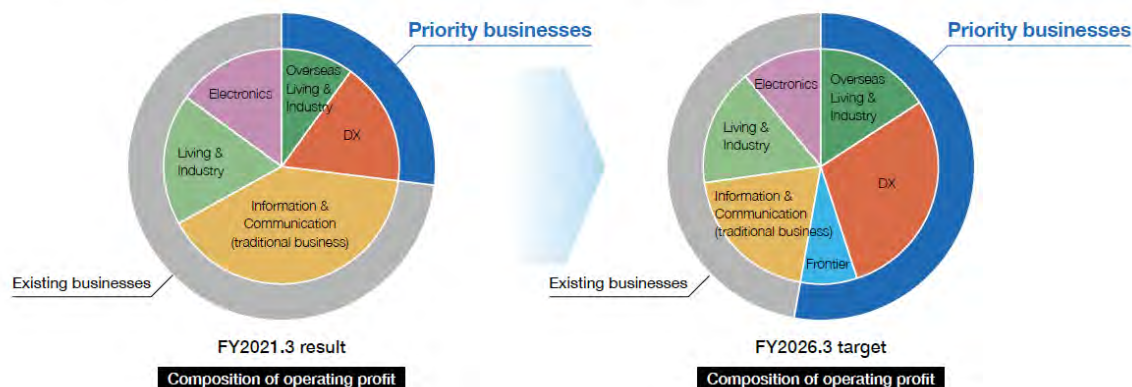 Priority businesses
Overseas
Living &
Industry
Electronics
DX
Living &
Industry
Information &
Communication
(traditional business)
Existing businesses
FY2021.3 result
Composition of operating profit
Priority businesses
Overseas
Living &
Industry
Electronics
Living &
Industry
DX
Information &
Communication
(traditional business)
Frontier
Existing businesses
FY2026.3 target
Composition of operating profit